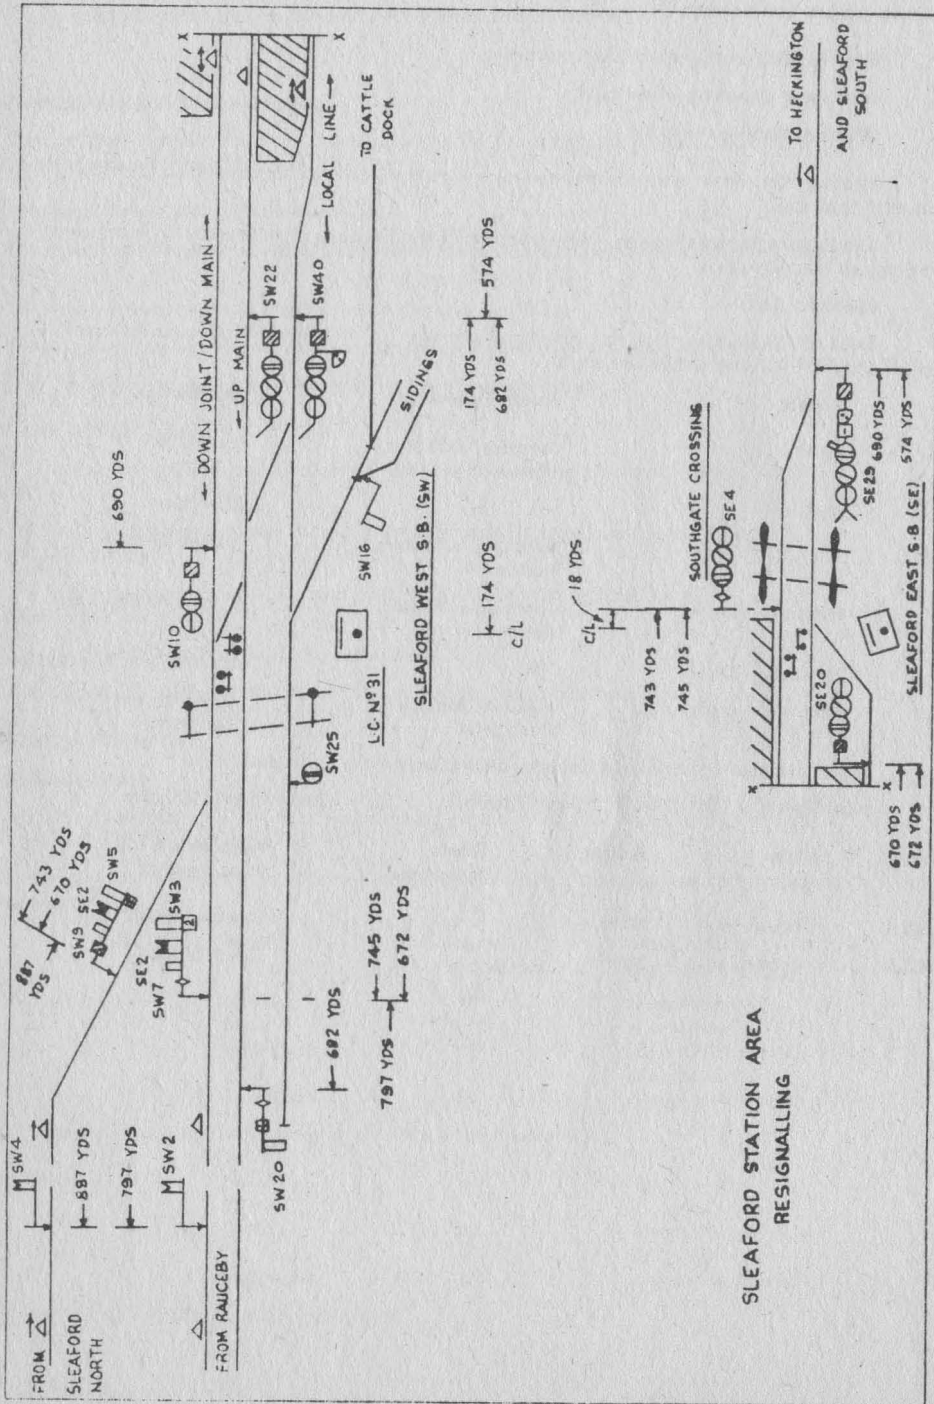 FROM
SLEAFORD
NORTH
SW4
887 YDS
797 YDS
SW2
FROM RAUCEBY
743 YDS
670 YDS
887
YDS
SW9
SE2
SW5
SE2
SW3
SW7
2
SW20
682 YDS
745 YDS
672 YDS
797 YDS
SW10
690 YDS
← DOWN JOINT/DOWN MAIN →
← UP MAIN
SW22
SW40
← LOCAL LINE →
TO CATTLE
DOCK
X
X
SIDINGS
SW16
SW25
L.C. Nº31
SLEAFORD WEST S.B. (SW)
174 YDS
C/L
174 YDS
682 YDS
574 YDS
18 YDS
C/L
743 YDS
745 YDS
SOUTHGATE CROSSING
SE4
SE20
SE29
690 YDS
574 YDS
SLEAFORD EAST S.B (SE)
X
X
670 YDS
672 YDS
TO HECKINGTON
AND SLEAFORD
SOUTH
SLEAFORD STATION AREA
RESIGNALLING